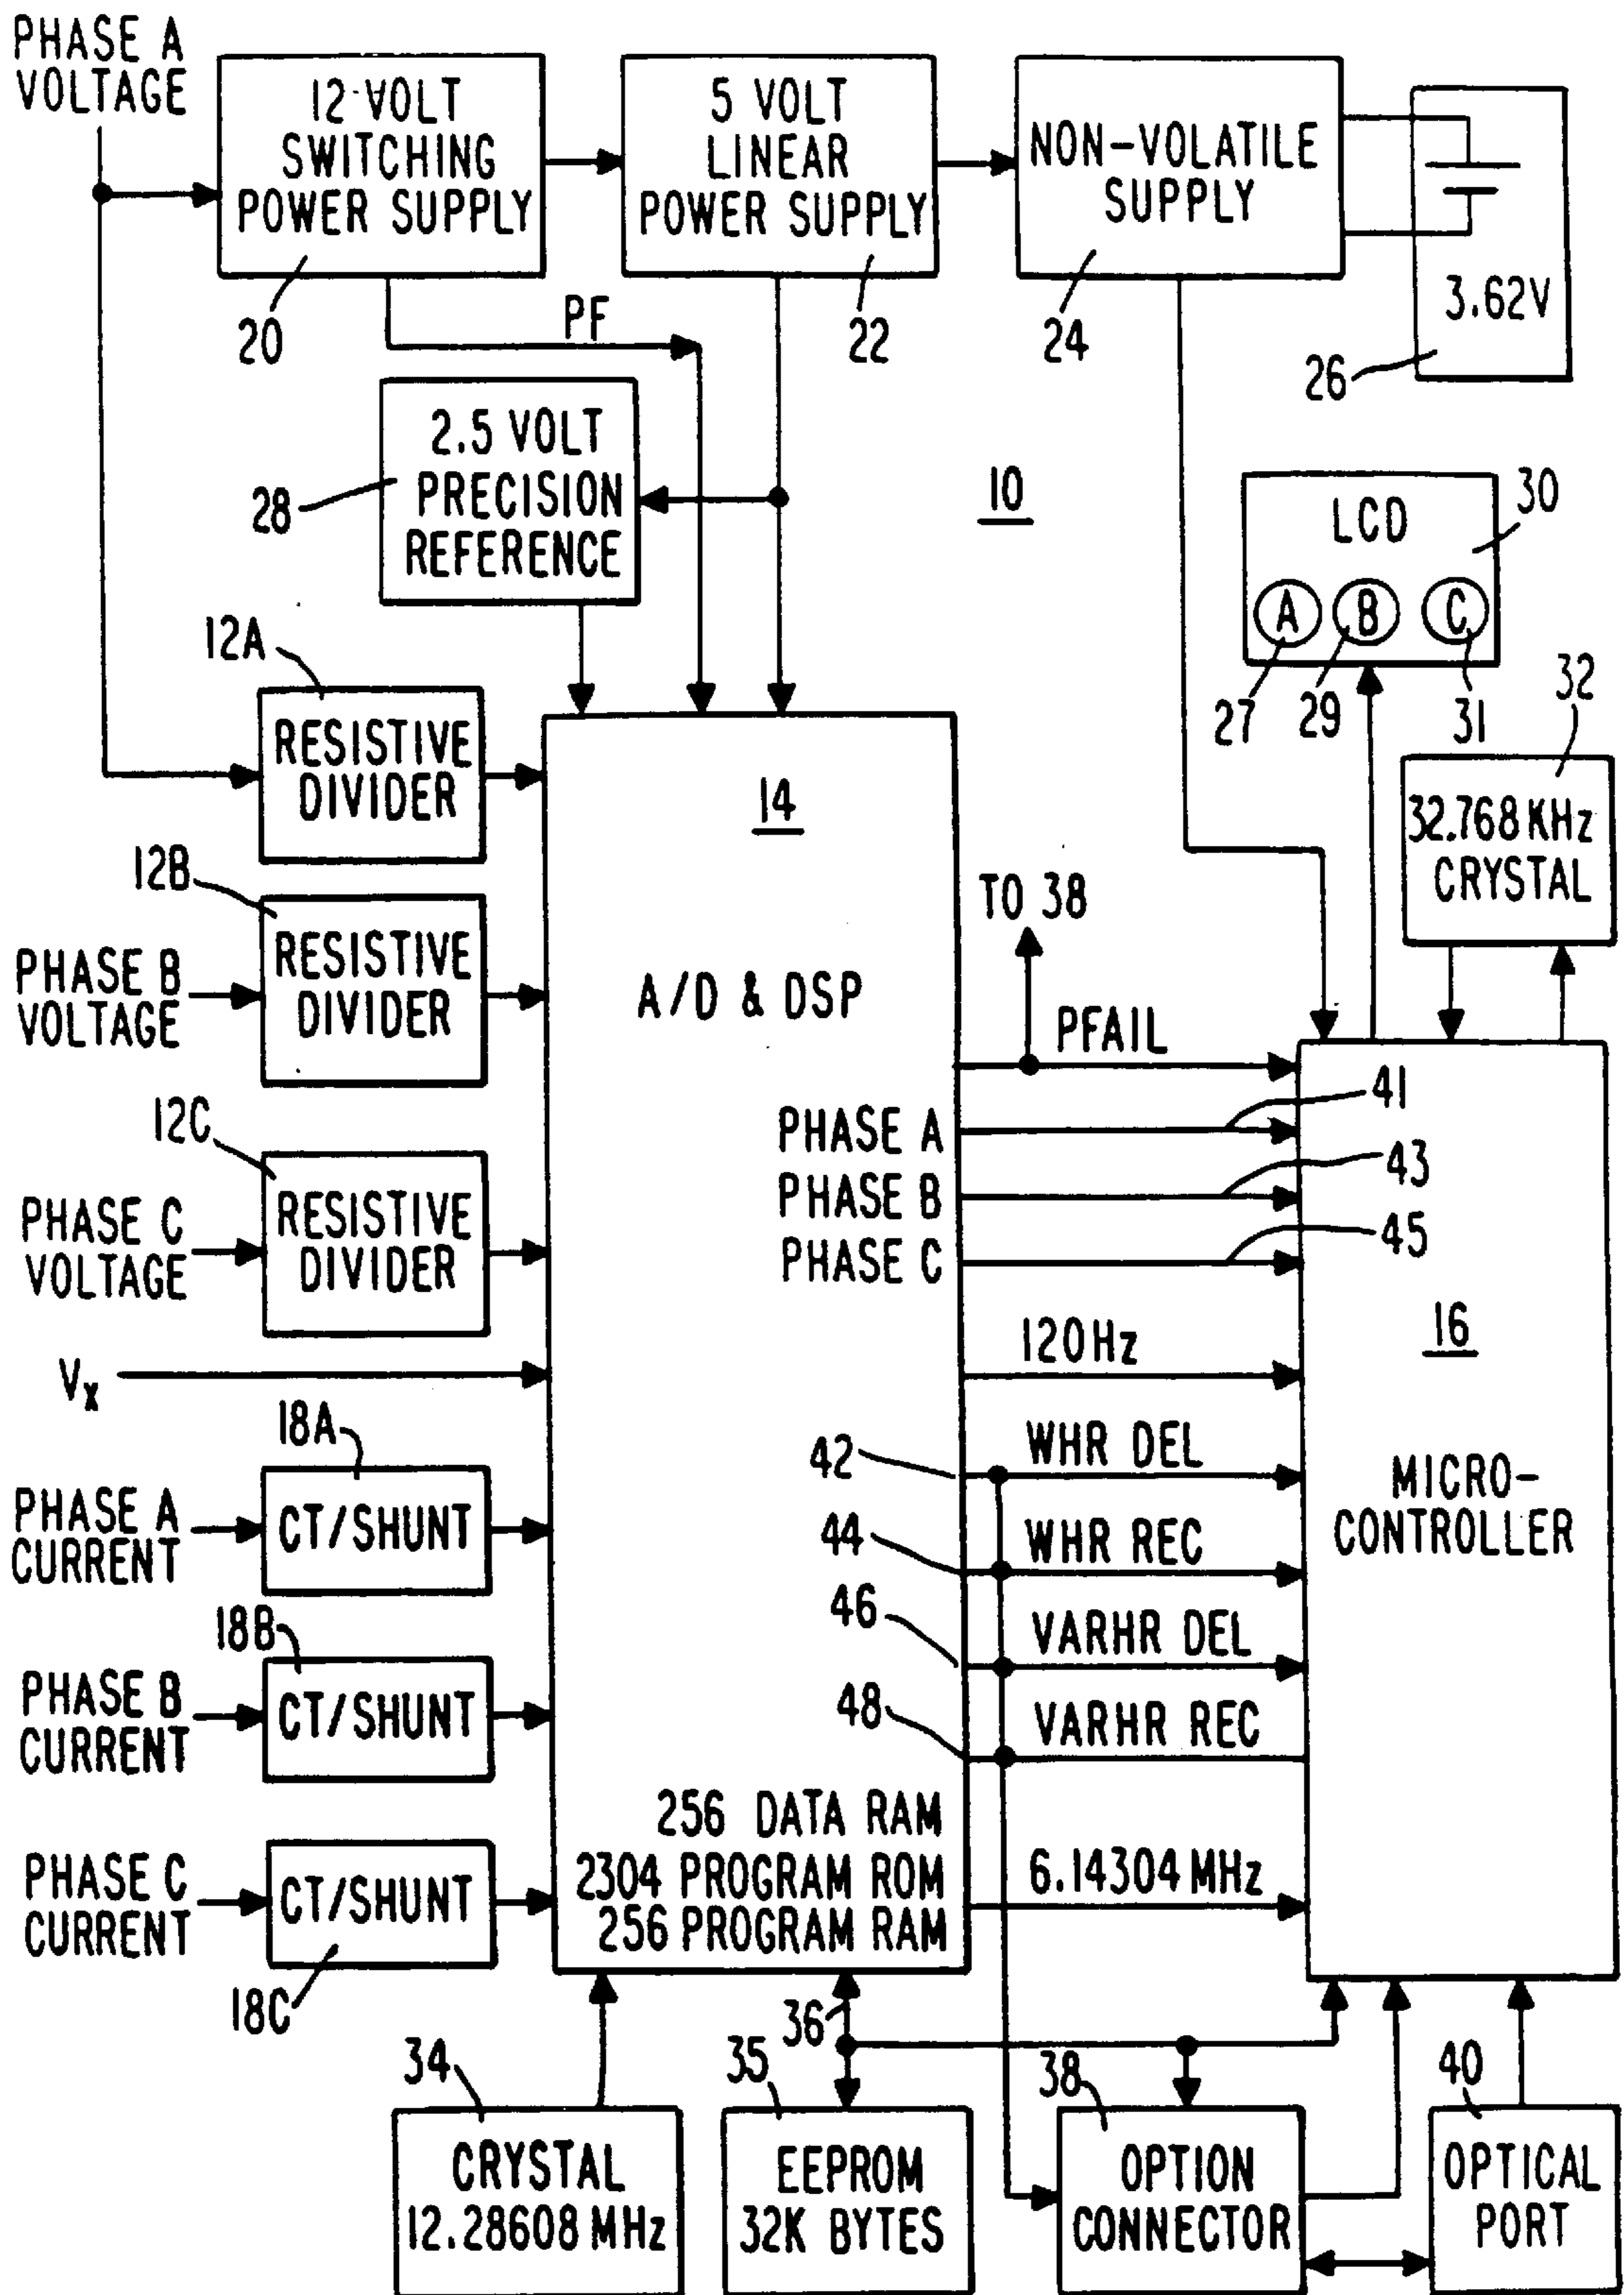 PHASE A
VOLTAGE
12 VOLT
SWITCHING
POWER SUPPLY
20
5 VOLT
LINEAR
POWER SUPPLY
22
NON-VOLATILE
SUPPLY
24
3.62V
26
PF
2.5 VOLT
PRECISION
REFERENCE
28
10
LCD
30
A
B
C
27
29
31
32
32.768 KHz
CRYSTAL
12A
RESISTIVE
DIVIDER
12B
PHASE B
VOLTAGE
RESISTIVE
DIVIDER
12C
PHASE C
VOLTAGE
RESISTIVE
DIVIDER
Vx
18A
PHASE A
CURRENT
CT/SHUNT
18B
PHASE B
CURRENT
CT/SHUNT
PHASE C
CURRENT
CT/SHUNT
18C
14
A/D & DSP
256 DATA RAM
2304 PROGRAM ROM
256 PROGRAM RAM
TO 38
PFAIL
PHASE A
41
PHASE B
43
PHASE C
45
120Hz
42
WHR DEL
44
WHR REC
46
VARHR DEL
48
VARHR REC
6.14304 MHz
16
MICRO-
CONTROLLER
34
CRYSTAL
12.28608 MHz
36
35
EEPROM
32K BYTES
38
OPTION
CONNECTOR
40
OPTICAL
PORT